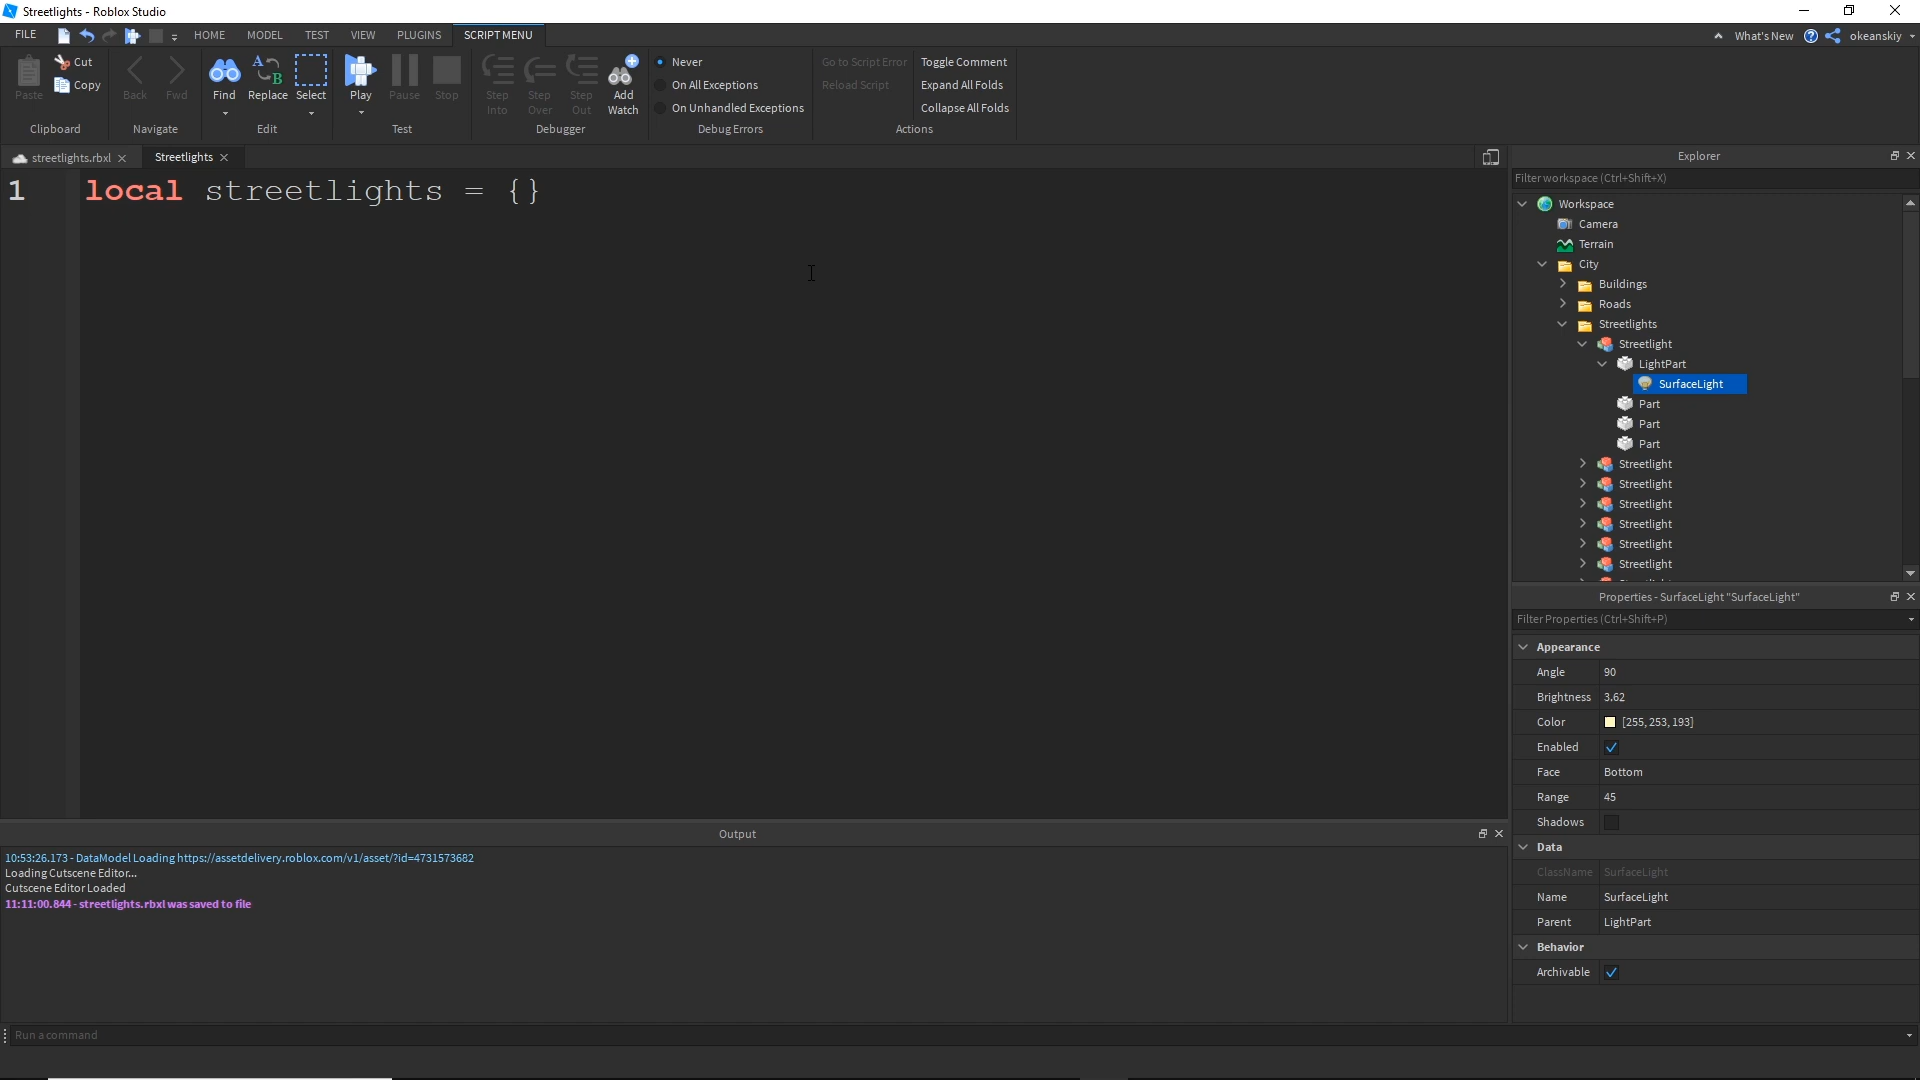 Streetlights - Roblox Studio
FILE HOME MODEL TEST VIEW PLUGINS SCRIPT MENU What's New okeanskiy
Paste Cut Copy Clipboard
Back Fwd Navigate
Find Replace Select Edit
Play Pause Stop Test
Step Into Step Over Step Out Add Watch Debugger
Never
On All Exceptions
On Unhandled Exceptions
Debug Errors
Go to Script Error
Reload Script
Toggle Comment
Expand All Folds
Collapse All Folds
Actions
streetlights.rbxl Streetlights
1 local streetlights = {}
Output
10:53:26.173 - DataModel Loading https://assetdelivery.roblox.com/v1/asset/?id=4731573682
Loading Cutscene Editor...
Cutscene Editor Loaded
11:11:00.844 - streetlights.rbxl was saved to file
Run a command
Explorer
Filter workspace (Ctrl+Shift+X)
Workspace
Camera
Terrain
City
Buildings
Roads
Streetlights
Streetlight
LightPart
SurfaceLight
Part
Part
Part
Streetlight
Streetlight
Streetlight
Streetlight
Streetlight
Streetlight
Properties - SurfaceLight "SurfaceLight"
Filter Properties (Ctrl+Shift+P)
Appearance
Angle 90
Brightness 3.62
Color [255, 253, 193]
Enabled
Face Bottom
Range 45
Shadows
Data
ClassName SurfaceLight
Name SurfaceLight
Parent LightPart
Behavior
Archivable